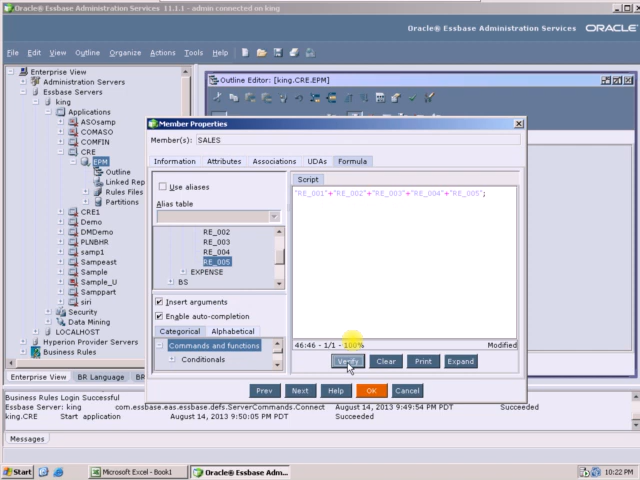 Oracle® Essbase Administration Services 11.1.1 - admin connected on king
Oracle® Essbase Administration Services ORACLE
File Edit View Outline Organize Actions Tools Help
Enterprise View
Administration Servers
Essbase Servers
king
Applications
ASOsamp
COMASO
COMFIN
CRE
EPM
Outline
Linked Rep
Rules Files
Partitions
CRE1
Demo
DMDemo
PLNBHR
samp1
Sampeast
Sample
Sample_U
Samppart
siri
Security
Data Mining
LOCALHOST
Hyperion Provider Servers
Business Rules
Enterprise View BR Language BR
Outline Editor: [king.CRE.EPM]
Member Properties
Member(s): SALES
Information Attributes Associations UDAs Formula
Use aliases
Alias table
RE_002
RE_003
RE_004
RE_005
EXPENSE
BS
Insert arguments
Enable auto-completion
Categorical Alphabetical
Commands and functions
Conditionals
Script
"RE_001"+"RE_002"+"RE_003"+"RE_004"+"RE_005";
46:46 - 1/1 - 100% Modified
Verify Clear Print Expand
Prev Next Help OK Cancel
Business Rules Login Successful
Essbase Server: king com.essbase.eas.essbase.defs.ServerCommands.Connect August 14, 2013 9:49:54 PM PDT Succeeded
king.CRE Start application August 14, 2013 9:50:05 PM PDT Succeeded
Messages
Start Microsoft Excel - Book1 Oracle® Essbase Adm... 10:22 PM